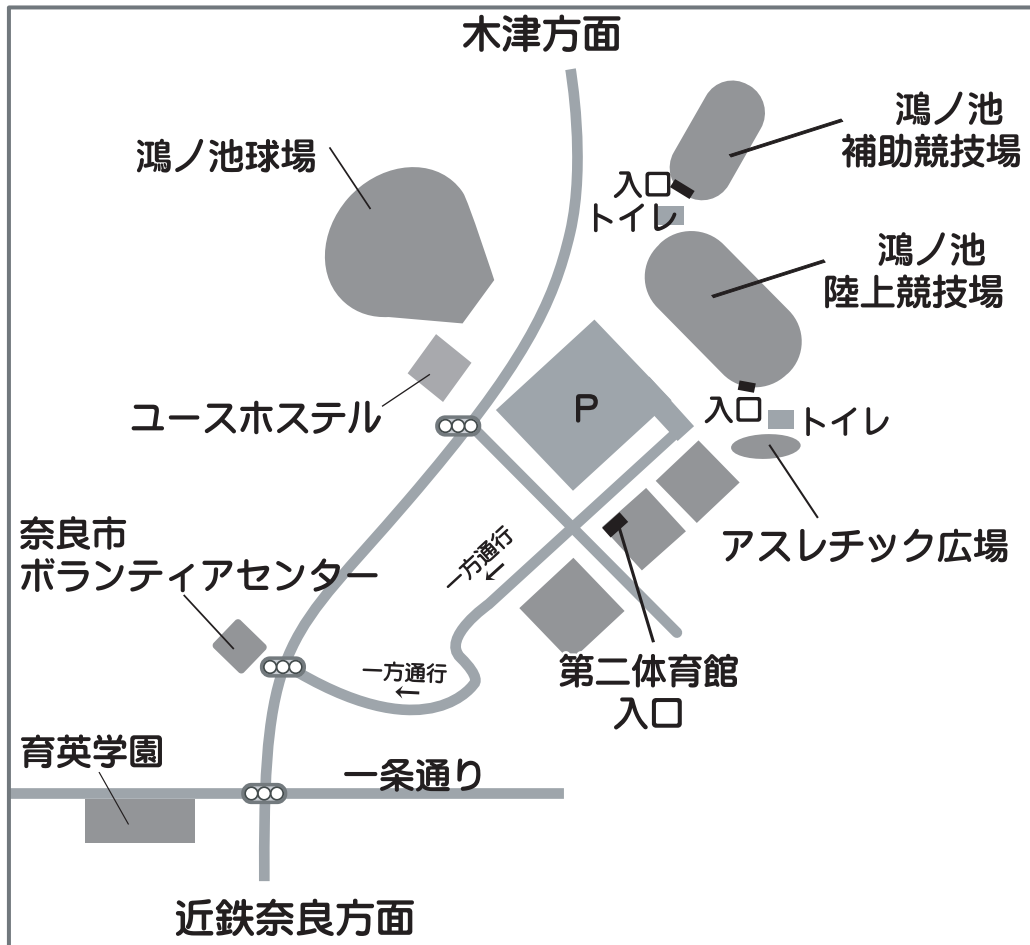 木津方面
鴻ノ池
補助競技場
鴻ノ池球場
入口
トイレ
鴻ノ池
陸上競技場
P
入口
トイレ
ユースホステル
奈良市
ボランティアセンター
一方通行
←
アスレチック広場
一方通行
←
第二体育館
入口
育英学園
一条通り
近鉄奈良方面